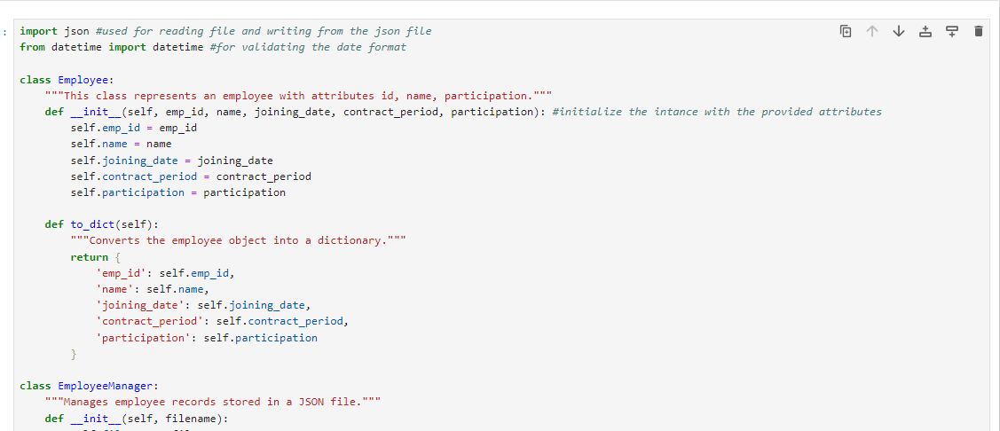 :
import json #used for reading file and writing from the json file
from datetime import datetime #for validating the date format
class Employee:
    """This class represents an employee with attributes id, name, participation."""
    def __init__(self, emp_id, name, joining_date, contract_period, participation): #initialize the intance with the provided attributes
        self.emp_id = emp_id
        self.name = name
        self.joining_date = joining_date
        self.contract_period = contract_period
        self.participation = participation
    def to_dict(self):
        """Converts the employee object into a dictionary."""
        return {
            'emp_id': self.emp_id,
            'name': self.name,
            'joining_date': self.joining_date,
            'contract_period': self.contract_period,
            'participation': self.participation
        }
class EmployeeManager:
    """Manages employee records stored in a JSON file."""
    def __init__(self, filename):